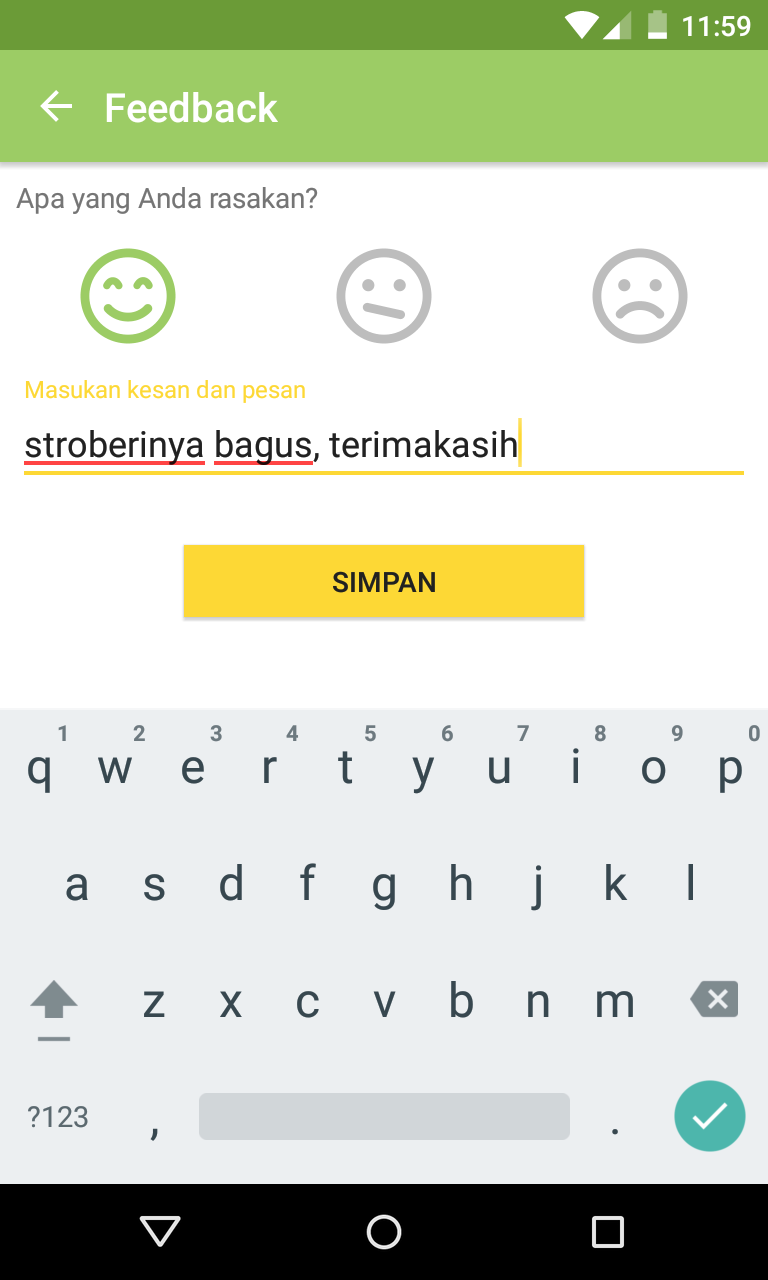 11:59
Feedback
Apa yang Anda rasakan?
Masukan kesan dan pesan
stroberinya bagus, terimakasih
SIMPAN
1 2 3 4 5 6 7 8 9 0
q w e r t y u i o p
a s d f g h j k l
z x c v b n m
?123 , .